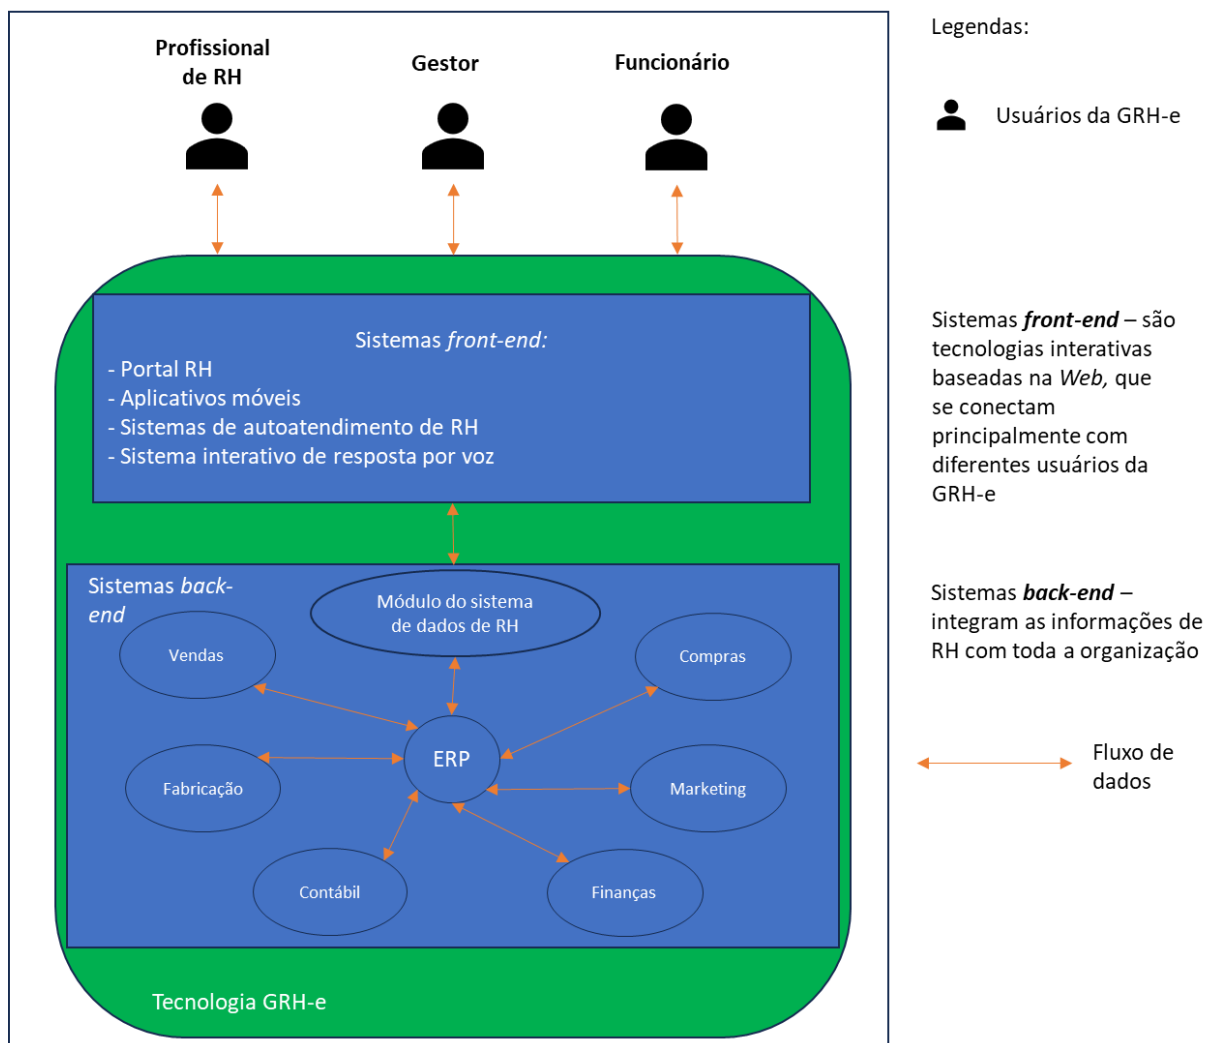 Profissional
de RH
Gestor
Funcionário
Sistemas front-end:
- Portal RH
- Aplicativos móveis
- Sistemas de autoatendimento de RH
- Sistema interativo de resposta por voz
Sistemas back-
end
Módulo do sistema
de dados de RH
Vendas
Compras
ERP
Fabricação
Marketing
Contábil
Finanças
Tecnologia GRH-e
Legendas:
Usuários da GRH-e
Sistemas front-end – são
tecnologias interativas
baseadas na Web, que
se conectam
principalmente com
diferentes usuários da
GRH-e
Sistemas back-end –
integram as informações de
RH com toda a organização
Fluxo de
dados